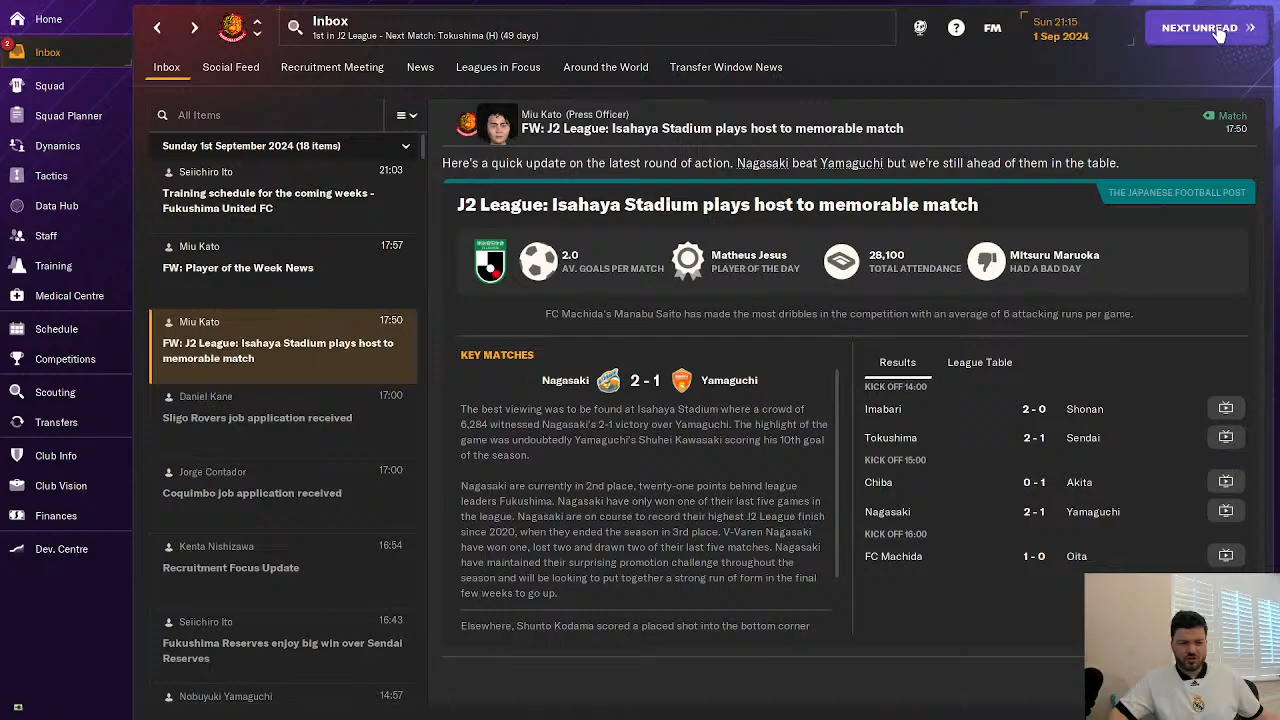 Home
Inbox
1st in J2 League - Next Match: Tokushima (H) (48 days)
FM
Sun 21:15
1 Sep 2024
NEXT UNREAD
2
Inbox
Squad
Squad Planner
Dynamics
Tactics
Data Hub
Staff
Training
Medical Centre
Schedule
Competitions
Scouting
Transfers
Club Info
Club Vision
Finances
Dev. Centre
Inbox
Social Feed
Recruitment Meeting
News
Leagues in Focus
Around the World
Transfer Window News
All Items
Sunday 1st September 2024 (18 items)
Seiichiro Ito
21:03
Training schedule for the coming weeks -
Fukushima United FC
Miu Kato
17:57
FW: Player of the Week News
Miu Kato
17:50
FW: J2 League: Isahaya Stadium plays host to
memorable match
Daniel Kane
17:00
Sligo Rovers job application received
Jorge Contador
17:00
Coquimbo job application received
Kenta Nishizawa
16:54
Recruitment Focus Update
Seiichiro Ito
16:43
Fukushima Reserves enjoy big win over Sendai
Reserves
Nobuyuki Yamaguchi
14:57
Miu Kato (Press Officer)
FW: J2 League: Isahaya Stadium plays host to memorable match
Match
17:50
Here's a quick update on the latest round of action. Nagasaki beat Yamaguchi but we're still ahead of them in the table.
THE JAPANESE FOOTBALL POST
J2 League: Isahaya Stadium plays host to memorable match
2.0
AV. GOALS PER MATCH
Matheus Jesus
PLAYER OF THE DAY
28,100
TOTAL ATTENDANCE
Mitsuru Maruoka
HAD A BAD DAY
FC Machida's Manabu Saito has made the most dribbles in the competition with an average of 6 attacking runs per game.
KEY MATCHES
Nagasaki 2 - 1 Yamaguchi
The best viewing was to be found at Isahaya Stadium where a crowd of
6,284 witnessed Nagasaki's 2-1 victory over Yamaguchi. The highlight of the
game was undoubtedly Yamaguchi's Shuhei Kawasaki scoring his 10th goal
of the season.
Nagasaki are currently in 2nd place, twenty-one points behind league
leaders Fukushima. Nagasaki have only won one of their last five games in
the league. Nagasaki are on course to record their highest J2 League finish
since 2020, when they ended the season in 3rd place. V-Varen Nagasaki
have won one, lost two and drawn two of their last five matches. Nagasaki
have maintained their surprising promotion challenge throughout the
season and will be looking to put together a strong run of form in the final
few weeks to go up.
Elsewhere, Shunto Kodama scored a placed shot into the bottom corner
Results
League Table
KICK OFF 14:00
Imabari 2 - 0 Shonan
Tokushima 2 - 1 Sendai
KICK OFF 15:00
Chiba 0 - 1 Akita
Nagasaki 2 - 1 Yamaguchi
KICK OFF 16:00
FC Machida 1 - 0 Oita